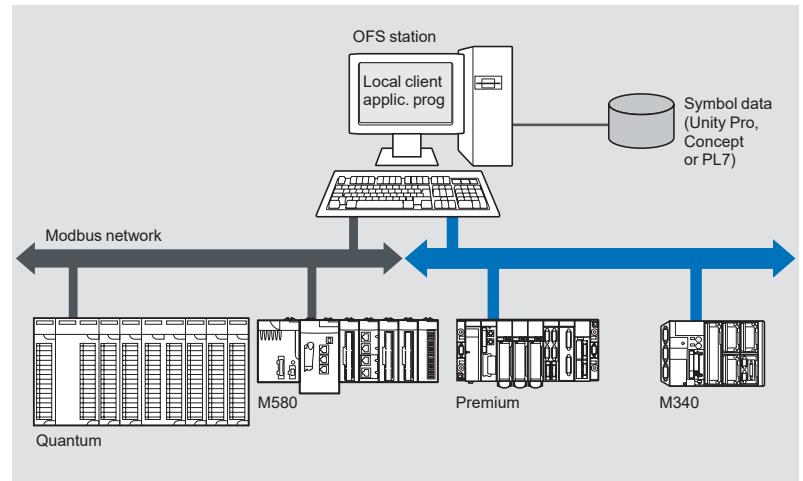 OFS station
Local client
applic. prog
Symbol data
(Unity Pro,
Concept
or PL7)
Modbus network
M580
Premium
M340
Quantum